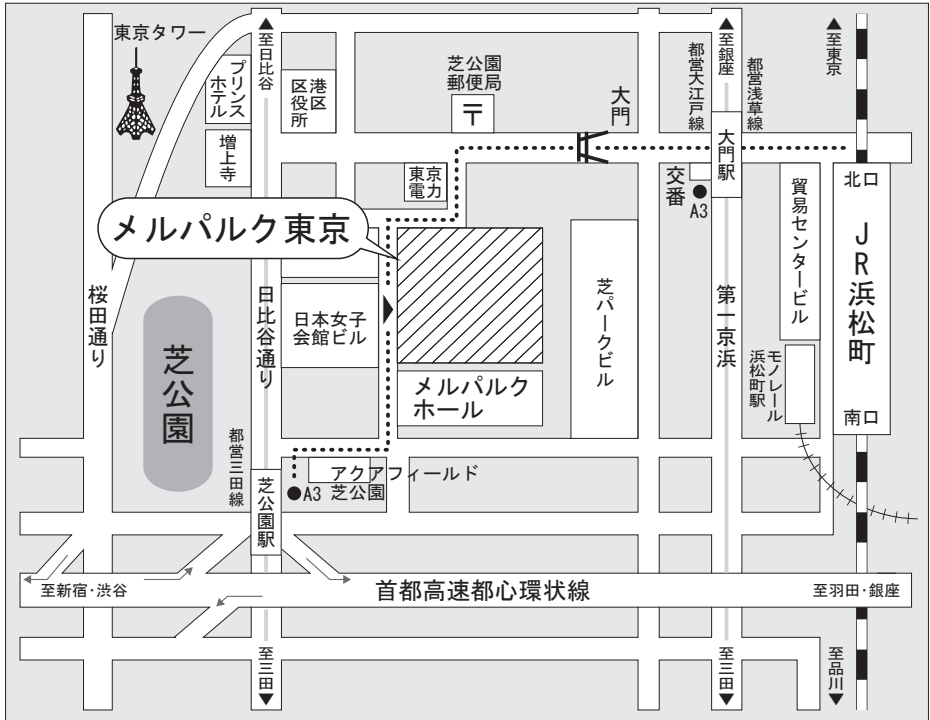 東京タワー
プリンス
ホテル
増上寺
▲至日比谷
港区
区役所
芝公園
郵便局
〒
大門
都営大江戸線
▲至銀座
都営浅草線
▲至東京
大門駅
東京
電力
交番
A3
貿易センタービル
北口
JR浜松町
南口
メルパルク東京
桜田通り
芝公園
日比谷通り
日本女子
会館ビル
メルパルク
ホール
芝パークビル
第一京浜
モノレール
浜松町駅
都営三田線
芝公園駅
A3
アクアフィールド
芝公園
至新宿・渋谷
首都高速都心環状線
至羽田・銀座
至三田▼
至三田▼
至品川▼